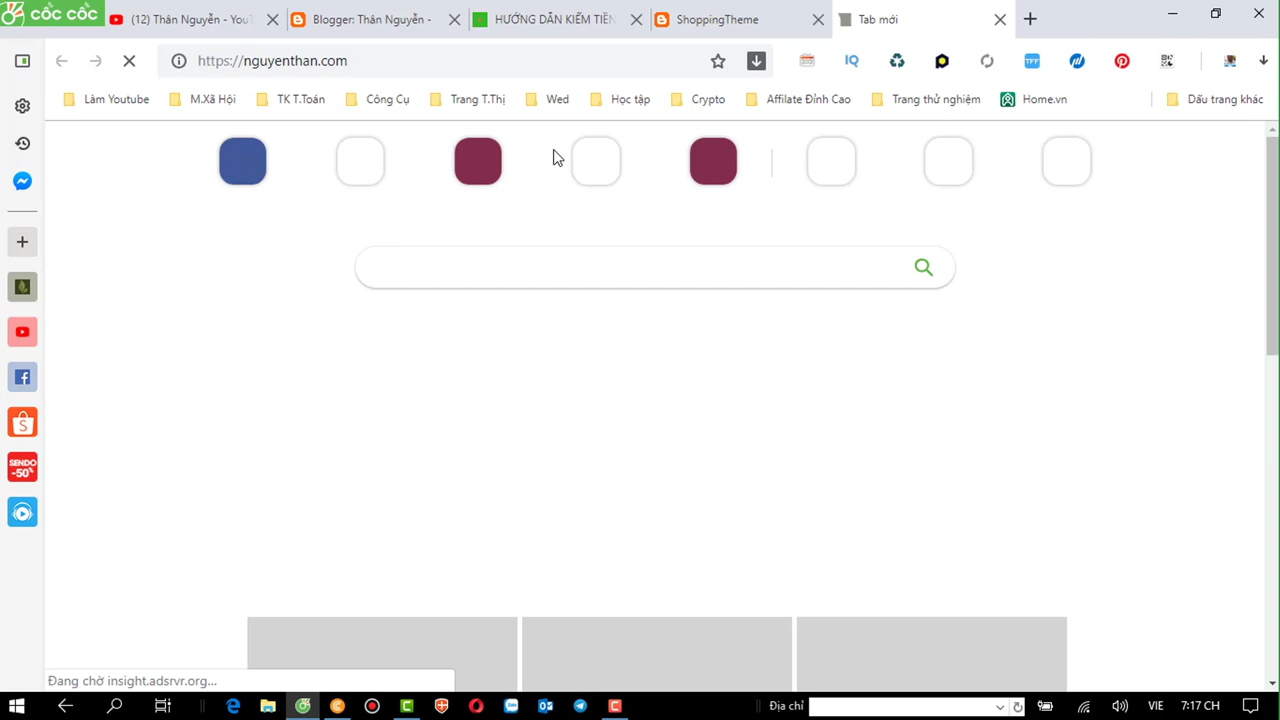 cốc cốc
(12) Thân Nguyễn - YouT
Blogger: Thân Nguyễn -
HƯỚNG DẪN KIẾM TIỀN
ShoppingTheme
Tab mới
https://nguyenthan.com
IQ
TFF
Làm Youtube
M.Xã Hội
TK T.Toán
Công Cụ
Trang T.Thị
Wed
Học tập
Crypto
Affilate Đỉnh Cao
Trang thử nghiệm
Home.vn
Dấu trang khác
SENDO
-50%
Đang chờ insight.adsrvr.org...
Địa chỉ
VIE
7:17 CH